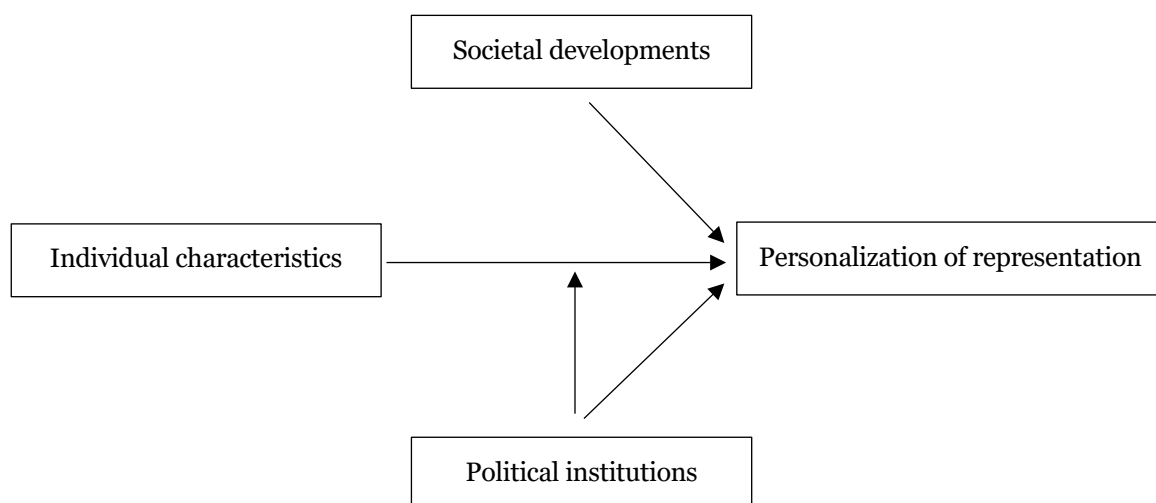 Societal developments
Individual characteristics
Personalization of representation
Political institutions